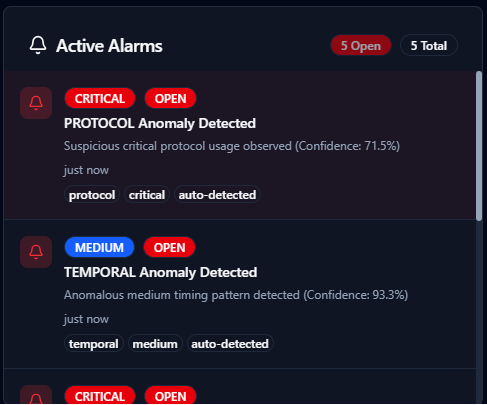 Active Alarms
5 Open
5 Total
CRITICAL OPEN
PROTOCOL Anomaly Detected
Suspicious critical protocol usage observed (Confidence: 71.5%)
just now
protocol critical auto-detected
MEDIUM OPEN
TEMPORAL Anomaly Detected
Anomalous medium timing pattern detected (Confidence: 93.3%)
just now
temporal medium auto-detected
CRITICAL OPEN